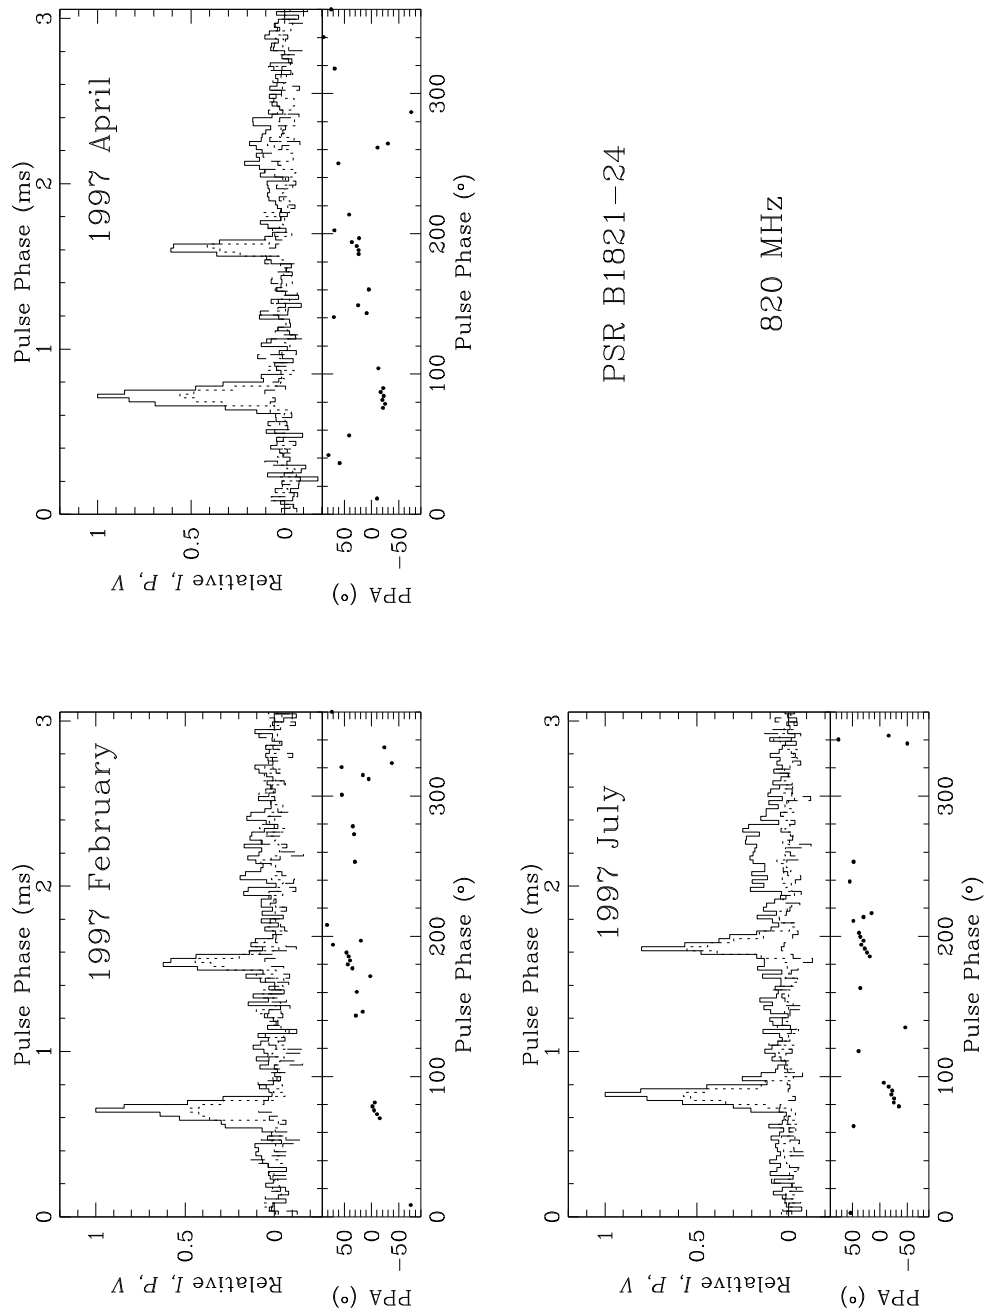 Pulse Phase (ms)
0 1 2 3
1997 February
Relative I, P, V
1 0.5 0
PPA (°)
50 0 −50
0 100 200 300
Pulse Phase (°)
Pulse Phase (ms)
0 1 2 3
1997 April
Relative I, P, V
1 0.5 0
PPA (°)
50 0 −50
0 100 200 300
Pulse Phase (°)
Pulse Phase (ms)
0 1 2 3
1997 July
Relative I, P, V
1 0.5 0
PPA (°)
50 0 −50
0 100 200 300
Pulse Phase (°)
PSR B1821−24
820 MHz